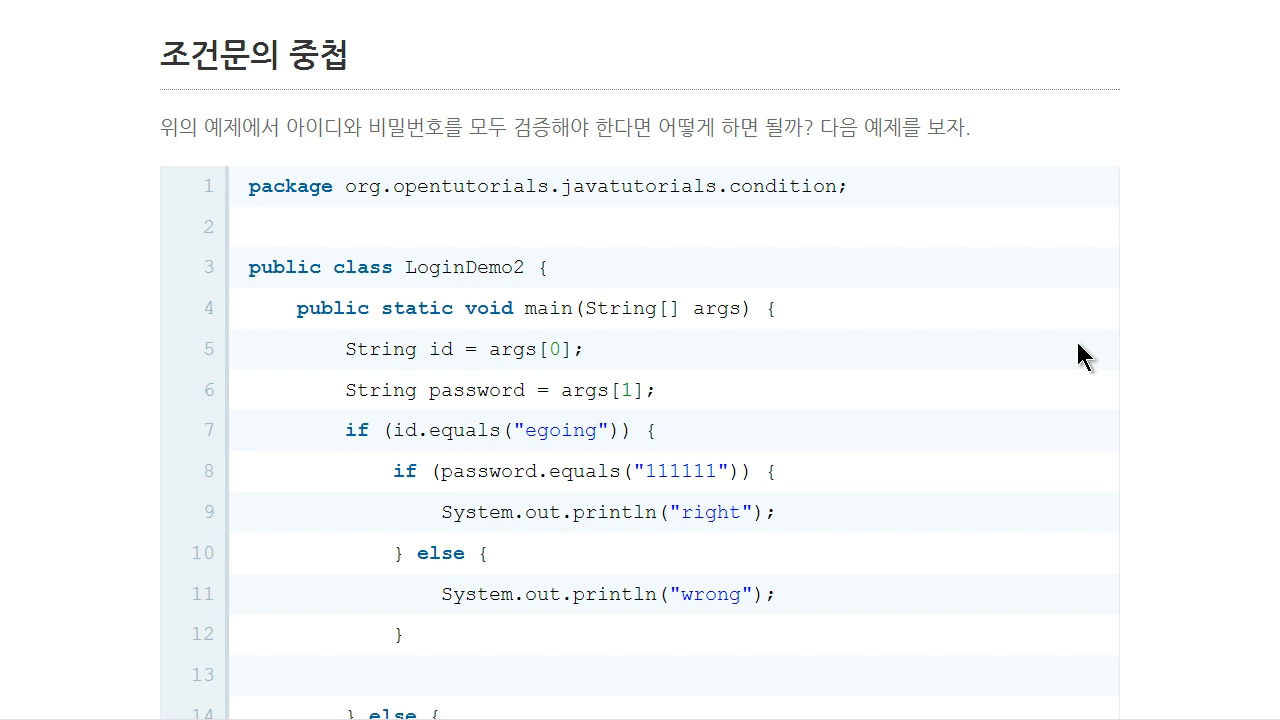 조건문의 중첩
위의 예제에서 아이디와 비밀번호를 모두 검증해야 한다면 어떻게 하면 될까? 다음 예제를 보자.
1 package org.opentutorials.javatutorials.condition;
2
3 public class LoginDemo2 {
4     public static void main(String[] args) {
5         String id = args[0];
6         String password = args[1];
7         if (id.equals("egoing")) {
8             if (password.equals("111111")) {
9                 System.out.println("right");
10             } else {
11                 System.out.println("wrong");
12             }
13
14         } else {